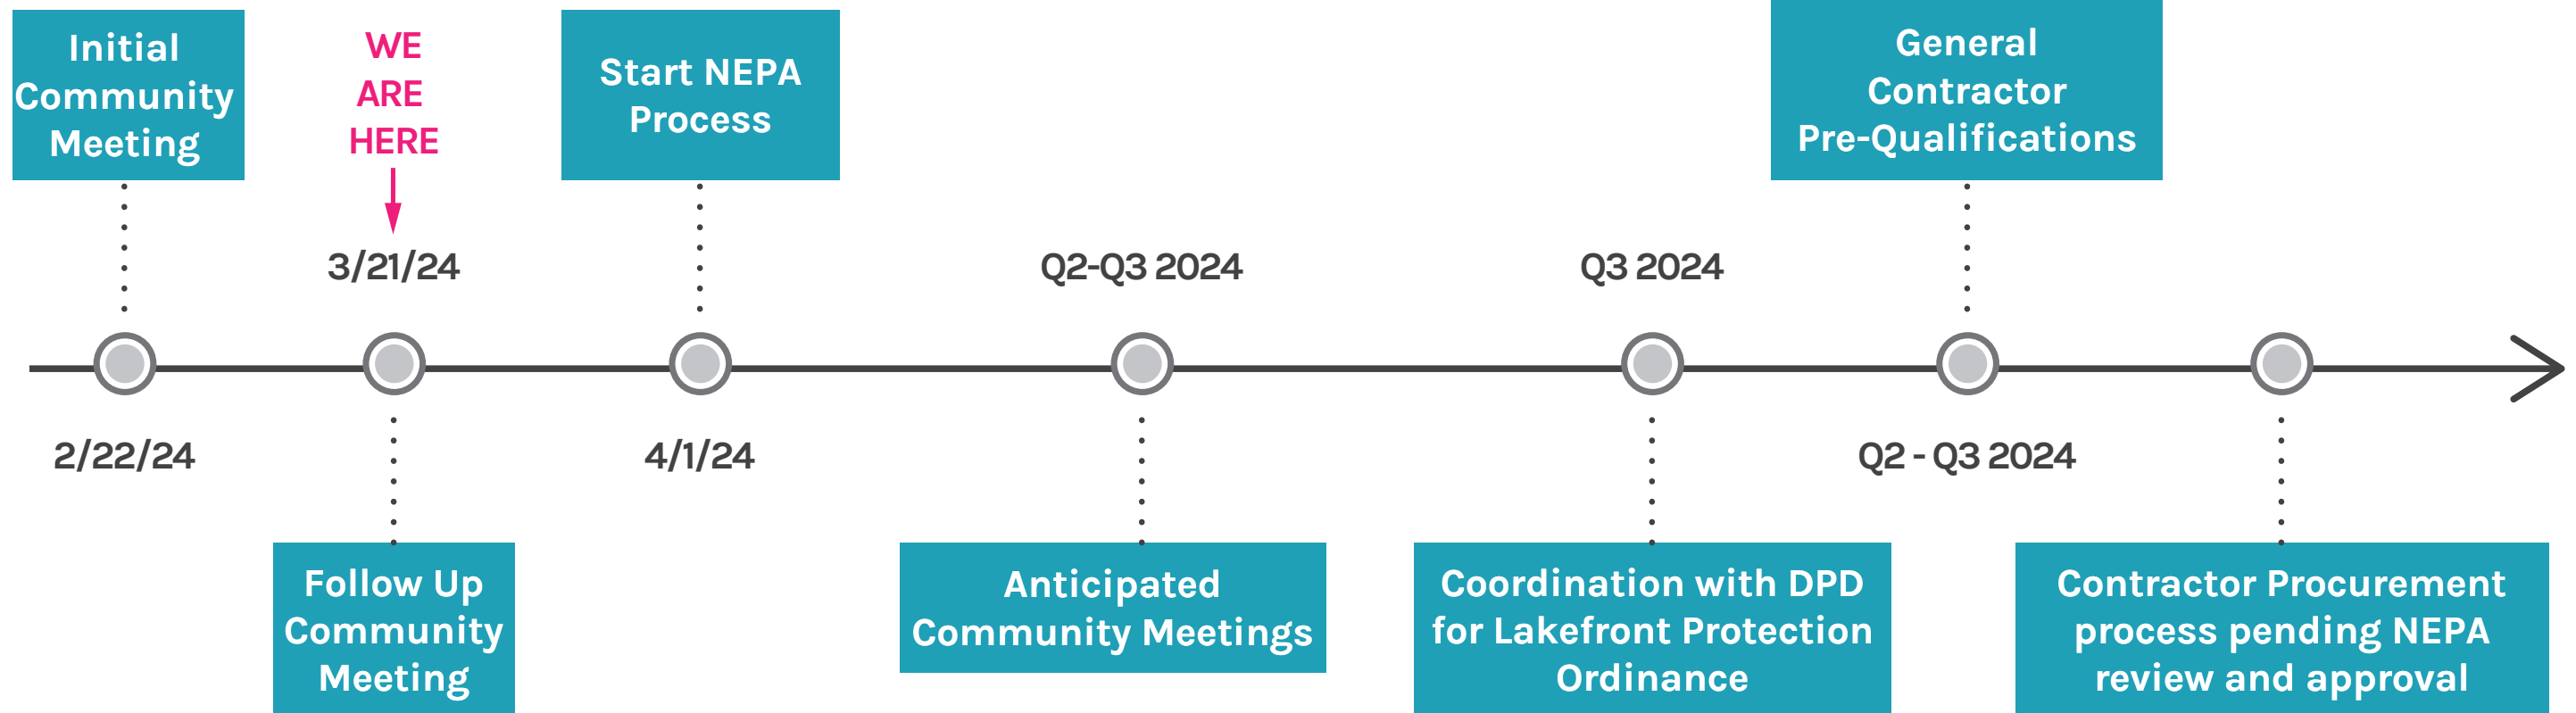 Initial
Community
Meeting
2/22/24
WE
ARE
HERE
3/21/24
Follow Up
Community
Meeting
Start NEPA
Process
4/1/24
Q2-Q3 2024
Anticipated
Community Meetings
Q3 2024
Coordination with DPD
for Lakefront Protection
Ordinance
General
Contractor
Pre-Qualifications
Q2 - Q3 2024
Contractor Procurement
process pending NEPA
review and approval